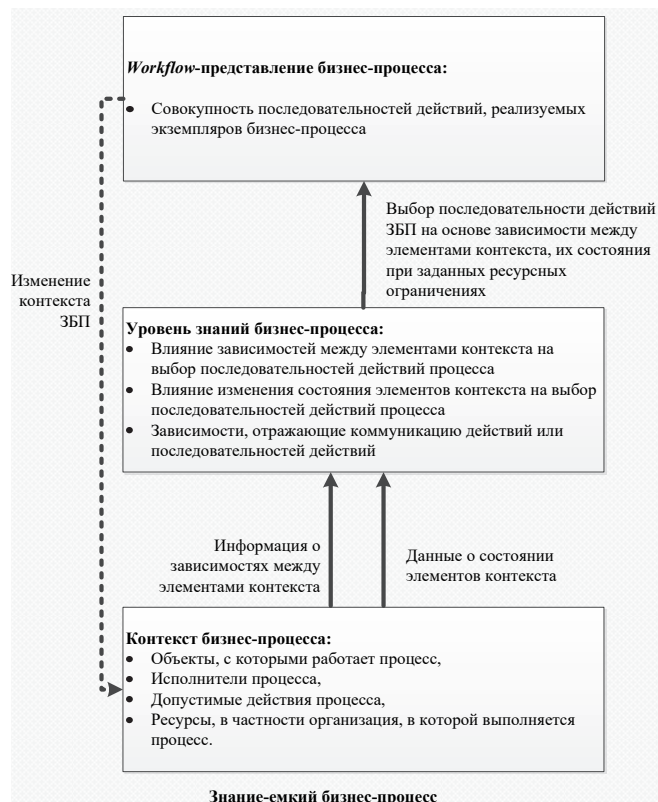 Workflow-представление бизнес-процесса:
• Совокупность последовательностей действий, реализуемых
экземпляров бизнес-процесса
Выбор последовательности действий
ЗБП на основе зависимости между
элементами контекста, их состояния
при заданных ресурсных
ограничениях
Изменение
контекста
ЗБП
Уровень знаний бизнес-процесса:
• Влияние зависимостей между элементами контекста на
выбор последовательностей действий процесса
• Влияние изменения состояния элементов контекста на выбор
последовательностей действий процесса
• Зависимости, отражающие коммуникацию действий или
последовательностей действий
Информация о
зависимостях между
элементами контекста
Данные о состоянии
элементов контекста
Контекст бизнес-процесса:
• Объекты, с которыми работает процесс,
• Исполнители процесса,
• Допустимые действия процесса,
• Ресурсы, в частности организация, в которой выполняется
процесс.
Знание-емкий бизнес-процесс